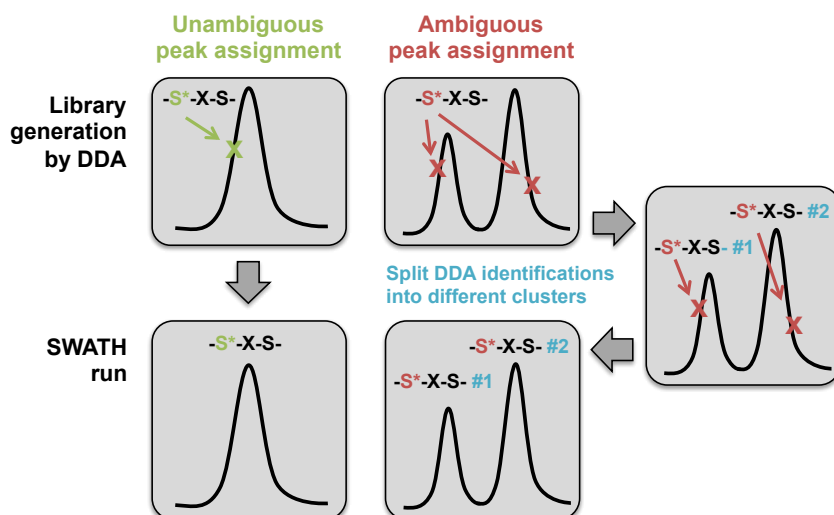 Unambiguous
peak assignment
Ambiguous
peak assignment
Library
generation
by DDA
-S*-X-S-
X
-S*-X-S-
X
X
-S*-X-S- #2
-S*-X-S- #1
X
X
Split DDA identifications
into different clusters
SWATH
run
-S*-X-S-
-S*-X-S- #2
-S*-X-S- #1